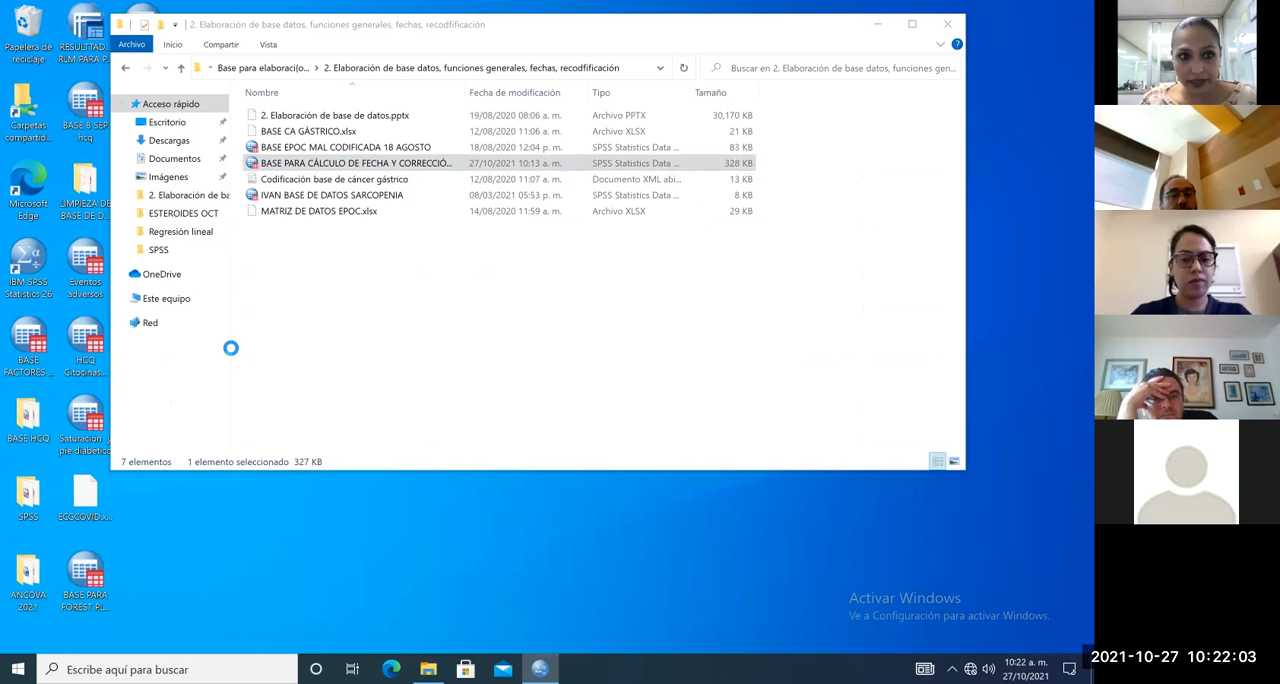 Papelera de
reciclaje
RESULTTAD...
RLM PARA P...
Carpetas
compartid...
BASE 8 SEP
hcq
Microsoft
Edge
LIMPIEZA DE
BASE DE D...
IBM SPSS
Statistics 26
Eventos
adversos
BASE
FACTORES ...
HCQ
Citocinas...
BASE HCQ
Saturacion y
pie diabetic
SPSS
ECGCOVID.x...
ANCOVA
2021
BASE PARA
FOREST PL...
2. Elaboración de base datos, funciones generales, fechas, recodfificación
Archivo Inicio Compartir Vista
Base para elaboraci(o... > 2. Elaboración de base datos, funciones generales, fechas, recodfificación
Buscar en 2. Elaboración de base datos, funciones gen...
Nombre Fecha de modificación Tipo Tamaño
Acceso rápido
Escritorio
Descargas
Documentos
Imágenes
2. Elaboración de ba
ESTEROIDES OCT
Regresión lineal
SPSS
OneDrive
Este equipo
Red
2. Elaboración de base de datos.pptx 19/08/2020 08:06 a. m. Archivo PPTX 30,170 KB
BASE CA GÁSTRICO.xlsx 12/08/2020 11:06 a. m. Archivo XLSX 21 KB
BASE EPOC MAL CODIFICADA 18 AGOSTO 18/08/2020 12:04 p. m. SPSS Statistics Data ... 83 KB
BASE PARA CÁLCULO DE FECHA Y CORRECCIÓ... 27/10/2021 10:13 a. m. SPSS Statistics Data ... 328 KB
Codificación base de cáncer gástrico 12/08/2020 11:07 a. m. Documento XML abi... 13 KB
IVAN BASE DE DATOS SARCOPENIA 08/03/2021 05:53 p. m. SPSS Statistics Data ... 8 KB
MATRIZ DE DATOS EPOC.xlsx 14/08/2020 11:59 a. m. Archivo XLSX 29 KB
7 elementos 1 elemento seleccionado 327 KB
Activar Windows
Ve a Configuración para activar Windows.
Escribe aquí para buscar
10:22 a. m.
27/10/2021
2021-10-27 10:22:03